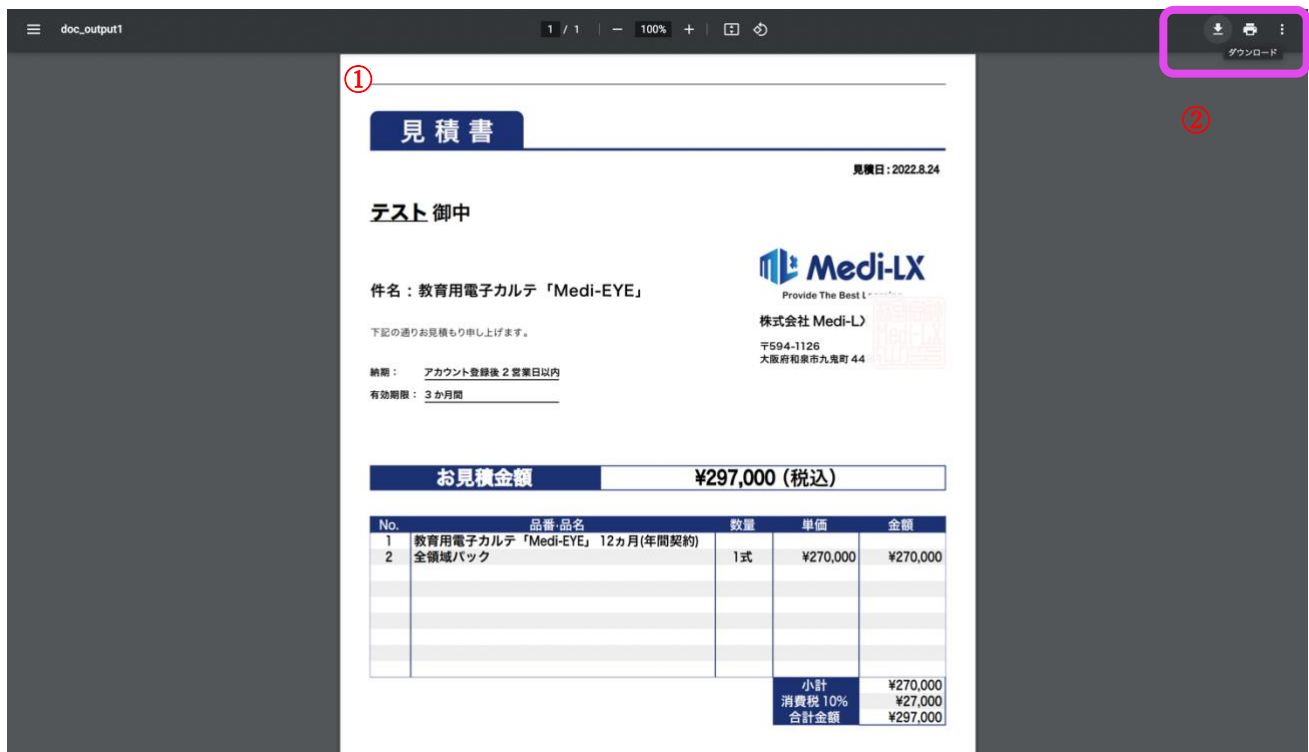 doc_output1
1 / 1
100%
ダウンロード
①
②
見積書
見積日：2022.8.24
テスト 御中
Medi-LX
Provide The Best
件名：教育用電子カルテ「Medi-EYE」
株式会社 Medi-LX
下記の通りお見積もり申し上げます。
〒594-1126
大阪府和泉市九鬼町 44
納期： アカウント登録後 2 営業日以内
有効期限： 3 か月間
お見積金額 ¥297,000（税込）
No. 品番・品名 数量 単価 金額
1 教育用電子カルテ「Medi-EYE」 12ヵ月(年間契約)
2 全領域パック 1式 ¥270,000 ¥270,000
小計 ¥270,000
消費税 10% ¥27,000
合計金額 ¥297,000